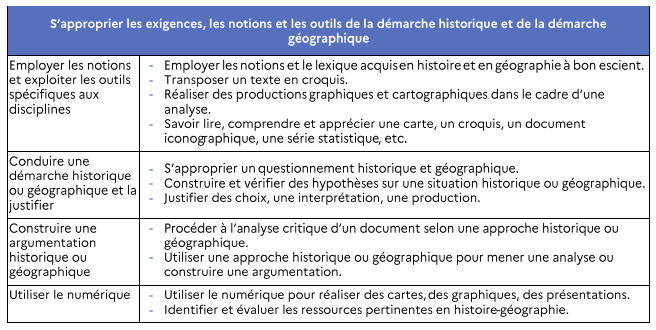 S'approprier les exigences, les notions et les outils de la démarche historique et de la démarche
géographique
Employer les notions
et exploiter les outils
spécifiques aux
disciplines
- Employer les notions et le lexique acquis en histoire et en géographie à bon escient.
- Transposer un texte en croquis.
- Réaliser des productions graphiques et cartographiques dans le cadre d'une
analyse.
- Savoir lire, comprendre et apprécier une carte, un croquis, un document
iconographique, une série statistique, etc.
Conduire une
démarche historique
ou géographique et la
justifier
- S'approprier un questionnement historique et géographique.
- Construire et vérifier des hypothèses sur une situation historique ou géographique.
- Justifier des choix, une interprétation, une production.
Construire une
argumentation
historique ou
géographique
- Procéder à l'analyse critique d'un document selon une approche historique ou
géographique.
- Utiliser une approche historique ou géographique pour mener une analyse ou
construire une argumentation.
Utiliser le numérique
- Utiliser le numérique pour réaliser des cartes, des graphiques, des présentations.
- Identifier et évaluer les ressources pertinentes en histoire-géographie.